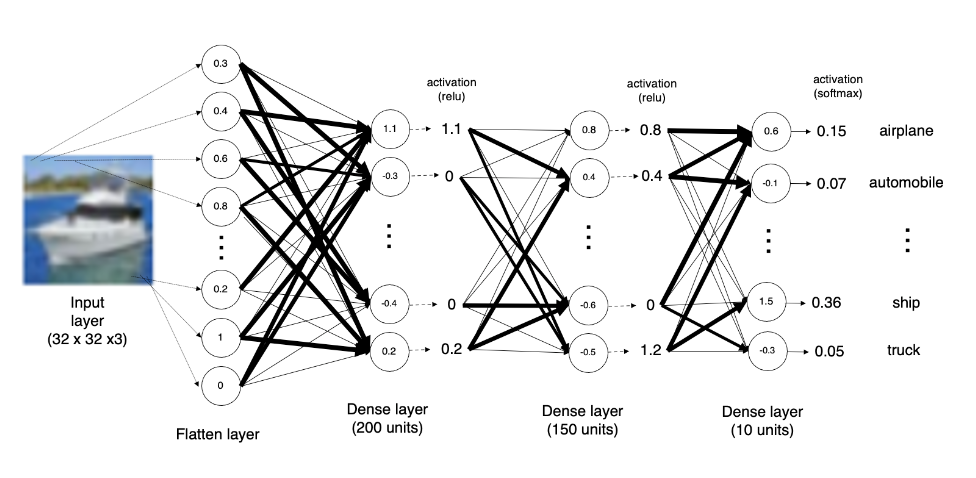 0.3
0.4
0.6
0.8
0.2
1
0
Input
layer
(32 x 32 x3)
Flatten layer
1.1
-0.3
-0.4
0.2
Dense layer
(200 units)
activation
(relu)
1.1
0
0
0.2
0.8
0.4
-0.6
-0.5
Dense layer
(150 units)
activation
(relu)
0.8
0.4
0
1.2
0.6
-0.1
1.5
-0.3
Dense layer
(10 units)
activation
(softmax)
0.15 airplane
0.07 automobile
0.36 ship
0.05 truck